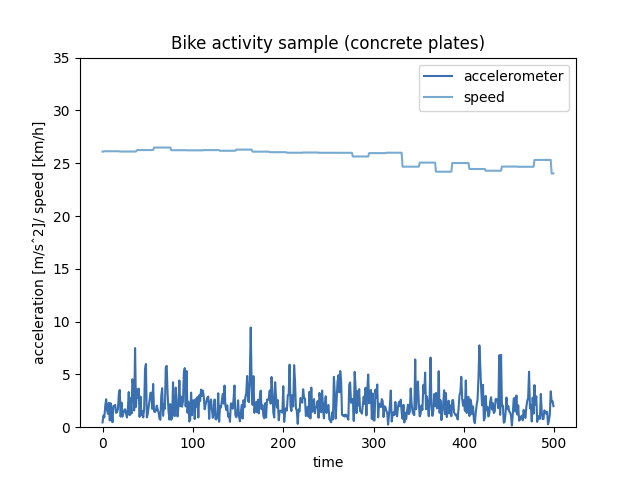 Bike activity sample (concrete plates)
accelerometer
speed
35
30
25
20
15
10
5
0
acceleration [m/sˆ2]/ speed [km/h]
0 100 200 300 400 500
time